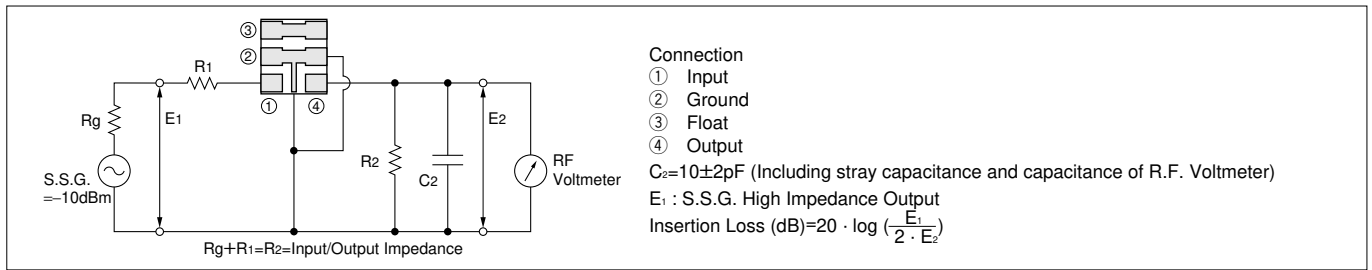 ③
②
R1
①
④
Rg
E1
S.S.G.
=–10dBm
R2
C2
E2
RF
Voltmeter
Rg+R1=R2=Input/Output Impedance
Connection
① Input
② Ground
③ Float
④ Output
C2=10±2pF (Including stray capacitance and capacitance of R.F. Voltmeter)
E1 : S.S.G. High Impedance Output
Insertion Loss (dB)=20 · log (E1 / 2 · E2)